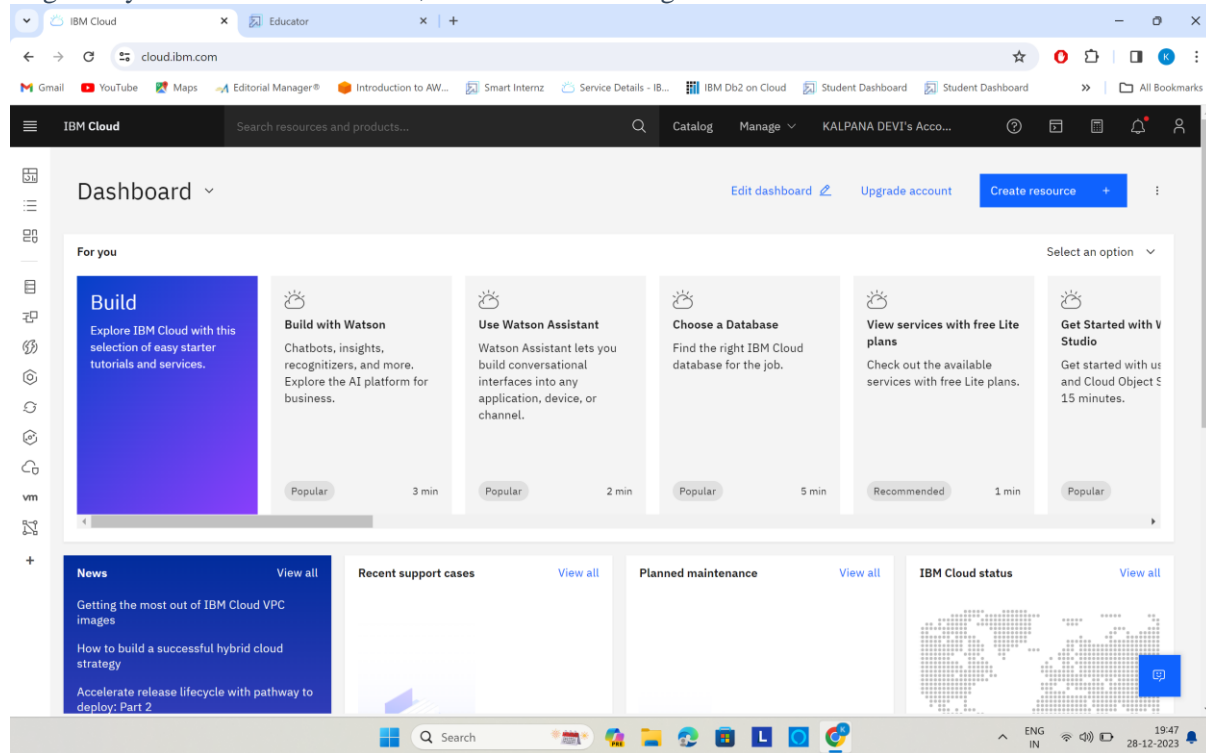 IBM Cloud
Educator
cloud.ibm.com
K
Gmail YouTube Maps Editorial Manager® Introduction to AW... Smart Internz Service Details - IB... IBM Db2 on Cloud Student Dashboard Student Dashboard » All Bookmarks
IBM Cloud Search resources and products... Catalog Manage KALPANA DEVI's Acco...
Dashboard Edit dashboard Upgrade account Create resource +
For you Select an option
Build
Explore IBM Cloud with this
selection of easy starter
tutorials and services.
Build with Watson
Chatbots, insights,
recognitizers, and more.
Explore the AI platform for
business.
Popular 3 min
Use Watson Assistant
Watson Assistant lets you
build conversational
interfaces into any
application, device, or
channel.
Popular 2 min
Choose a Database
Find the right IBM Cloud
database for the job.
Popular 5 min
View services with free Lite
plans
Check out the available
services with free Lite plans.
Recommended 1 min
Get Started with W
Studio
Get started with us
and Cloud Object S
15 minutes.
Popular
vm
News View all
Getting the most out of IBM Cloud VPC
images
How to build a successful hybrid cloud
strategy
Accelerate release lifecycle with pathway to
deploy: Part 2
Recent support cases View all
Planned maintenance View all
IBM Cloud status View all
Search
PRE
L
K
ENG
IN
19:47
28-12-2023